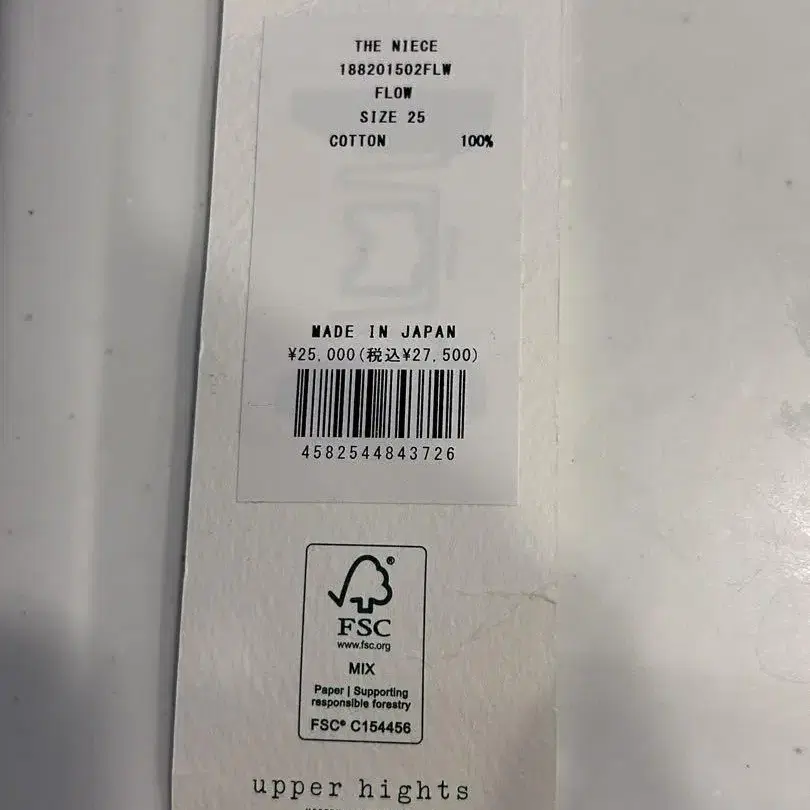 THE NIECE
188201502FLW
FLOW
SIZE 25
COTTON 100%
MADE IN JAPAN
¥25,000(税込¥27,500)
4582544843726
FSC®
www.fsc.org
MIX
Paper | Supporting
responsible forestry
FSC® C154456
upper hights